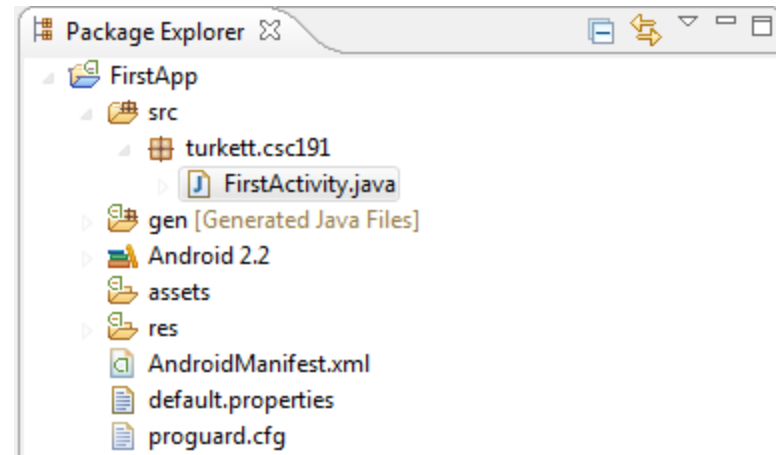 Package Explorer
FirstApp
src
turkett.csc191
FirstActivity.java
gen [Generated Java Files]
Android 2.2
assets
res
AndroidManifest.xml
default.properties
proguard.cfg